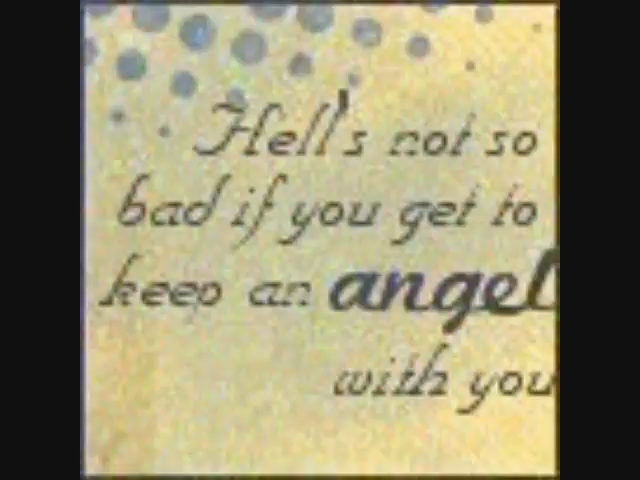 Hell's not so
bad if you get to
keep an angel
with you